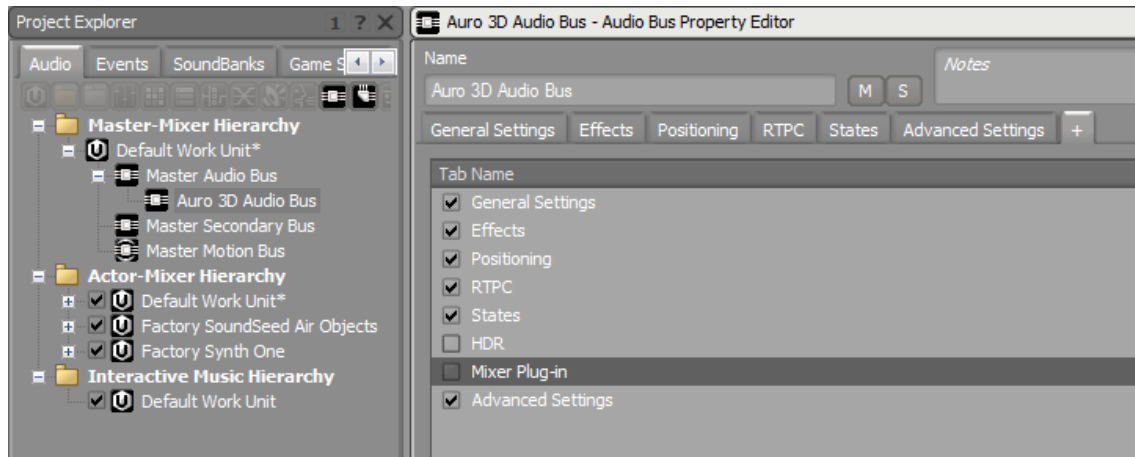 Project Explorer 1 ? X
Audio Events SoundBanks Game S
Master-Mixer Hierarchy
Default Work Unit*
Master Audio Bus
Auro 3D Audio Bus
Master Secondary Bus
Master Motion Bus
Actor-Mixer Hierarchy
Default Work Unit*
Factory SoundSeed Air Objects
Factory Synth One
Interactive Music Hierarchy
Default Work Unit
Auro 3D Audio Bus - Audio Bus Property Editor
Name
Notes
Auro 3D Audio Bus M S
General Settings Effects Positioning RTPC States Advanced Settings +
Tab Name
General Settings
Effects
Positioning
RTPC
States
HDR
Mixer Plug-in
Advanced Settings